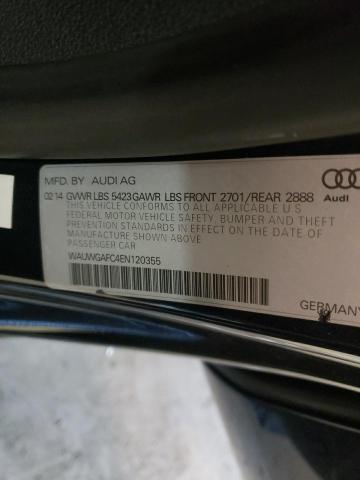 MFD. BY AUDI AG
02 14 GVWR LBS 5423 GAWR LBS FRONT 2701/REAR 2888
THIS VEHICLE CONFORMS TO ALL APPLICABLE U S
FEDERAL MOTOR VEHICLE SAFETY, BUMPER AND THEFT
PREVENTION STANDARDS IN EFFECT ON THE DATE OF
MANUFACTURE SHOWN ABOVE
PASSENGER CAR
WAUWGAFC4EN120355
Audi
GERMANY